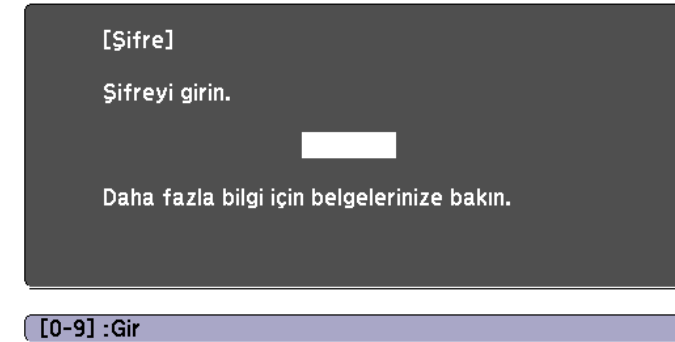 [Şifre]
Şifreyi girin.
Daha fazla bilgi için belgelerinize bakın.
[0-9] :Gir